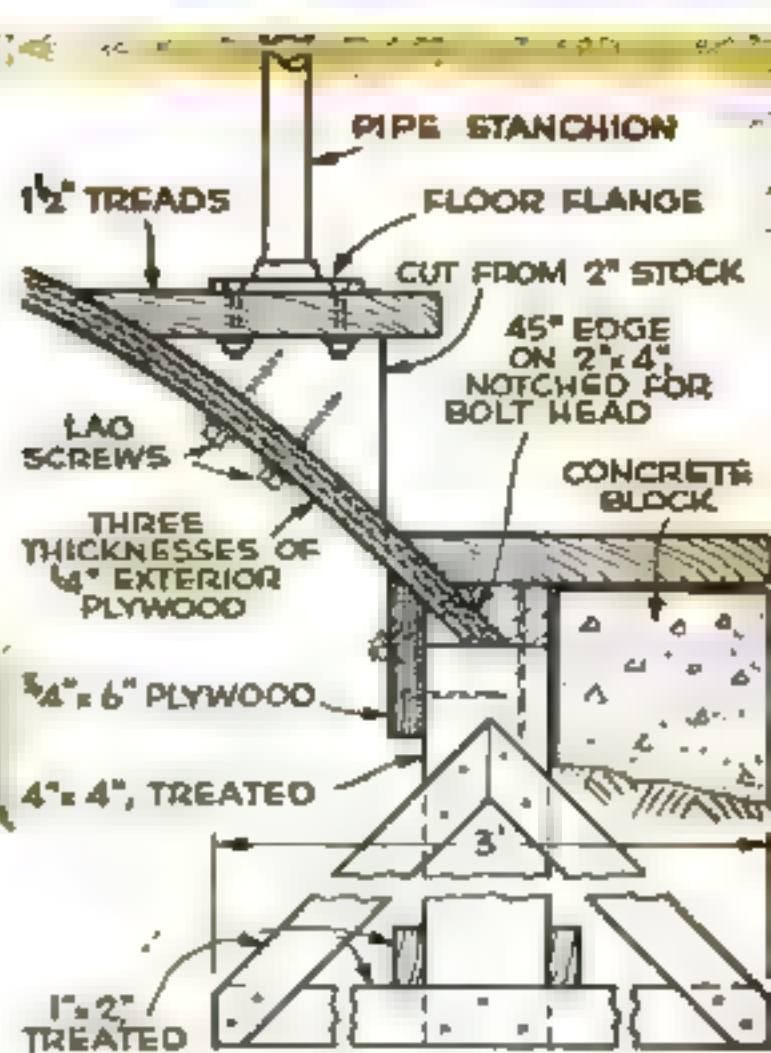 PIPE STANCHION
1½" TREADS
FLOOR FLANGE
CUT FROM 2" STOCK
45° EDGE
ON 2"x 4",
NOTCHED FOR
BOLT HEAD
LAG
SCREWS
CONCRETE
BLOCK
THREE
THICKNESSES OF
¼" EXTERIOR
PLYWOOD
¾"x 6" PLYWOOD
4"x 4", TREATED
3'
1"x 2",
TREATED